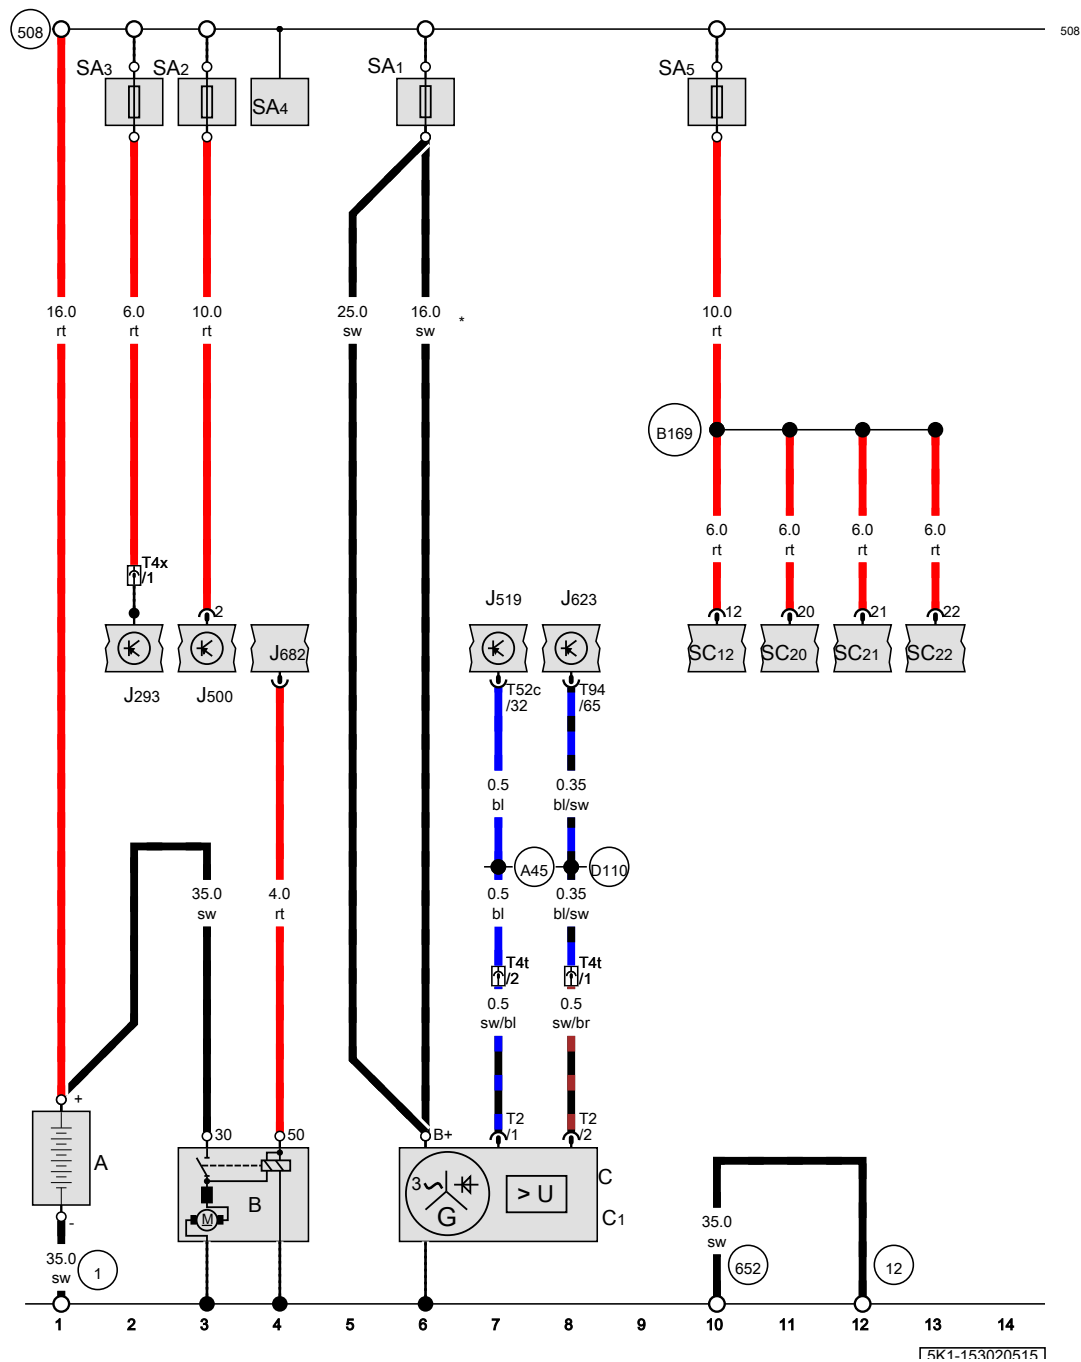 508
508
SA3
SA2
SA4
SA1
SA5
16.0
rt
6.0
rt
10.0
rt
25.0
sw
16.0
sw
*
10.0
rt
B169
6.0
rt
6.0
rt
6.0
rt
6.0
rt
T4x
/1
2
J519
J623
12
20
21
22
J682
SC12
SC20
SC21
SC22
J293
J500
T52c
/32
T94
/65
0.5
bl
0.35
bl/sw
A45
D110
35.0
sw
4.0
rt
0.5
bl
0.35
bl/sw
T4t
/2
T4t
/1
0.5
sw/bl
0.5
sw/br
+
30
50
B+
T2
/1
T2
/2
A
B
M
3
G
> U
C
C1
-
35.0
sw
1
35.0
sw
652
12
1
2
3
4
5
6
7
8
9
10
11
12
13
14
5K1-153020515